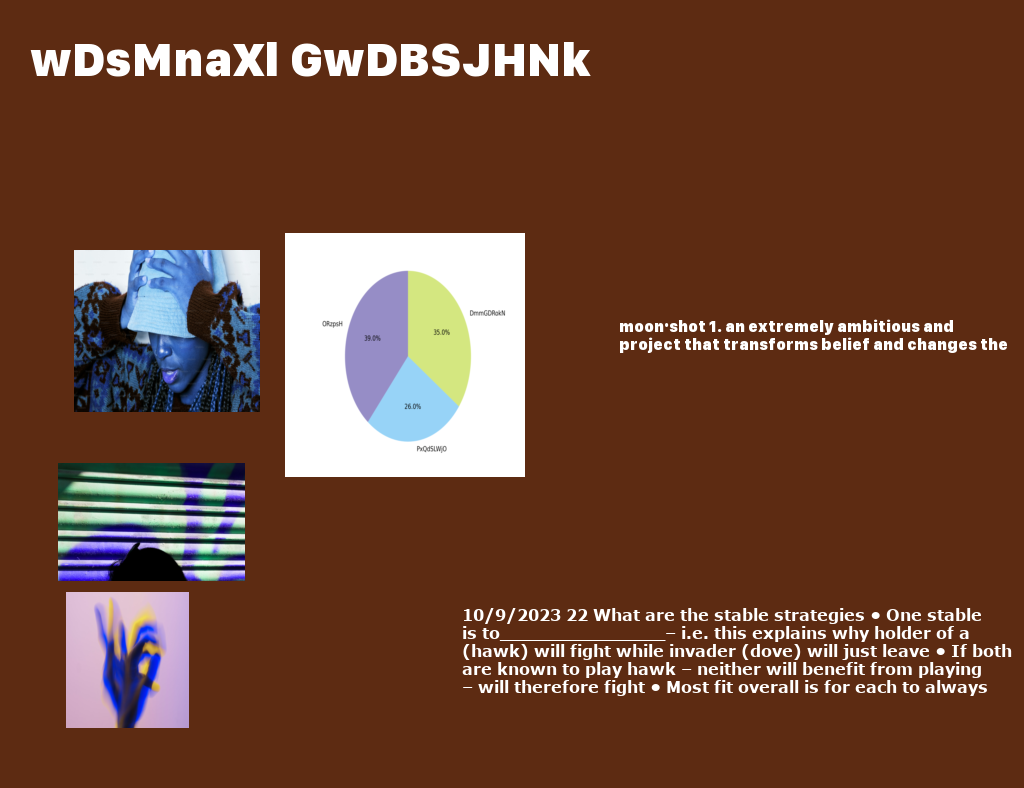 wDsMnaXl GwDBSJHNk
DmmGDRokN
ORzpsH
35.0%
39.0%
26.0%
PxQdSLWjO
moon·shot 1. an extremely ambitious and
project that transforms belief and changes the
10/9/2023 22 What are the stable strategies • One stable
is to___________________– i.e. this explains why holder of a
(hawk) will fight while invader (dove) will just leave • If both
are known to play hawk – neither will benefit from playing
– will therefore fight • Most fit overall is for each to always